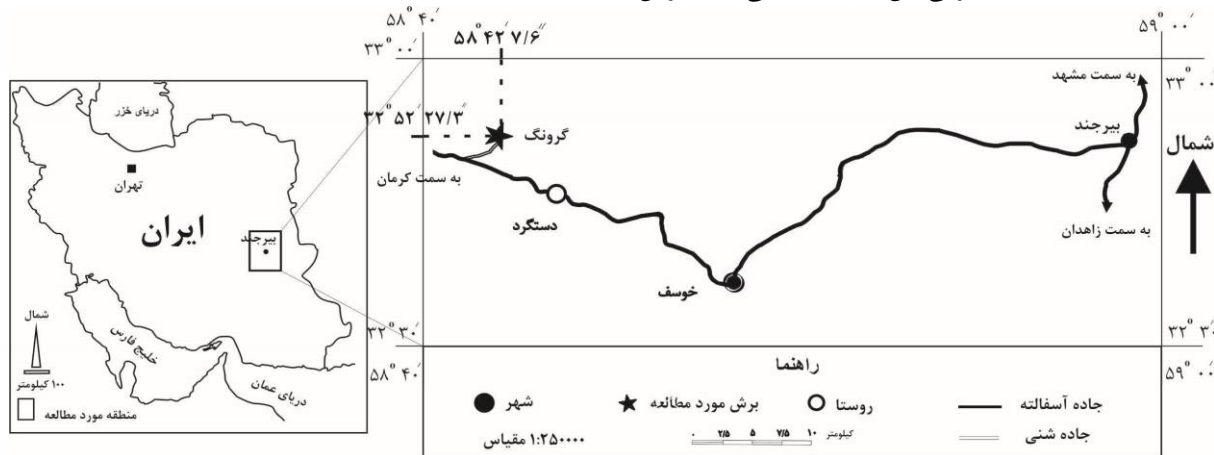 ۵۸° ۴۰′
۵۸° ۴۲′ ۷/۶″
۵۹° ۰۰′
۳۳° ۰۰′
۳۳° ۰۰′
۳۲° ۵۲′ ۲۷/۳″
گرونگ
به سمت مشهد
بیرجند
شمال
به سمت کرمان
دستگرد
به سمت زاهدان
خوسف
۳۲° ۳۰′
۳۲° ۳۰′
۵۸° ۴۰′
۵۹° ۰۰′
دریای خزر
تهران
ایران
بیرجند
شمال
خلیج فارس
۱۰۰ کیلومتر
دریای عمان
منطقه مورد مطالعه
راهنما
جاده آسفالته
روستا
برش مورد مطالعه
شهر
جاده شنی
۰ ۲/۵ ۵ ۷/۵ ۱۰ کیلومتر
۱:۲۵۰۰۰۰ مقیاس